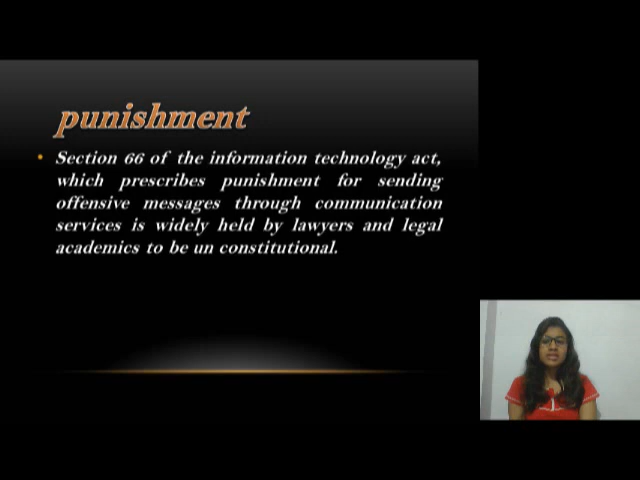 punishment
• Section 66 of the information technology act,
which prescribes punishment for sending
offensive messages through communication
services is widely held by lawyers and legal
academics to be un constitutional.